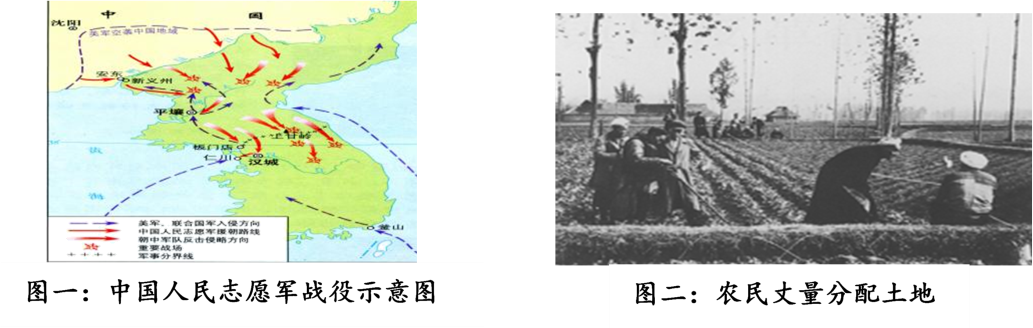 中 国
沈阳
美军空袭中国地域
安东
新义州
平壤
上甘岭
板门店
仁川
汉城
釜山
美军、联合国军入侵方向
中国人民志愿军援朝路线
朝中军队反击侵略方向
重要战场
军事分界线
图一：中国人民志愿军战役示意图
图二：农民丈量分配土地